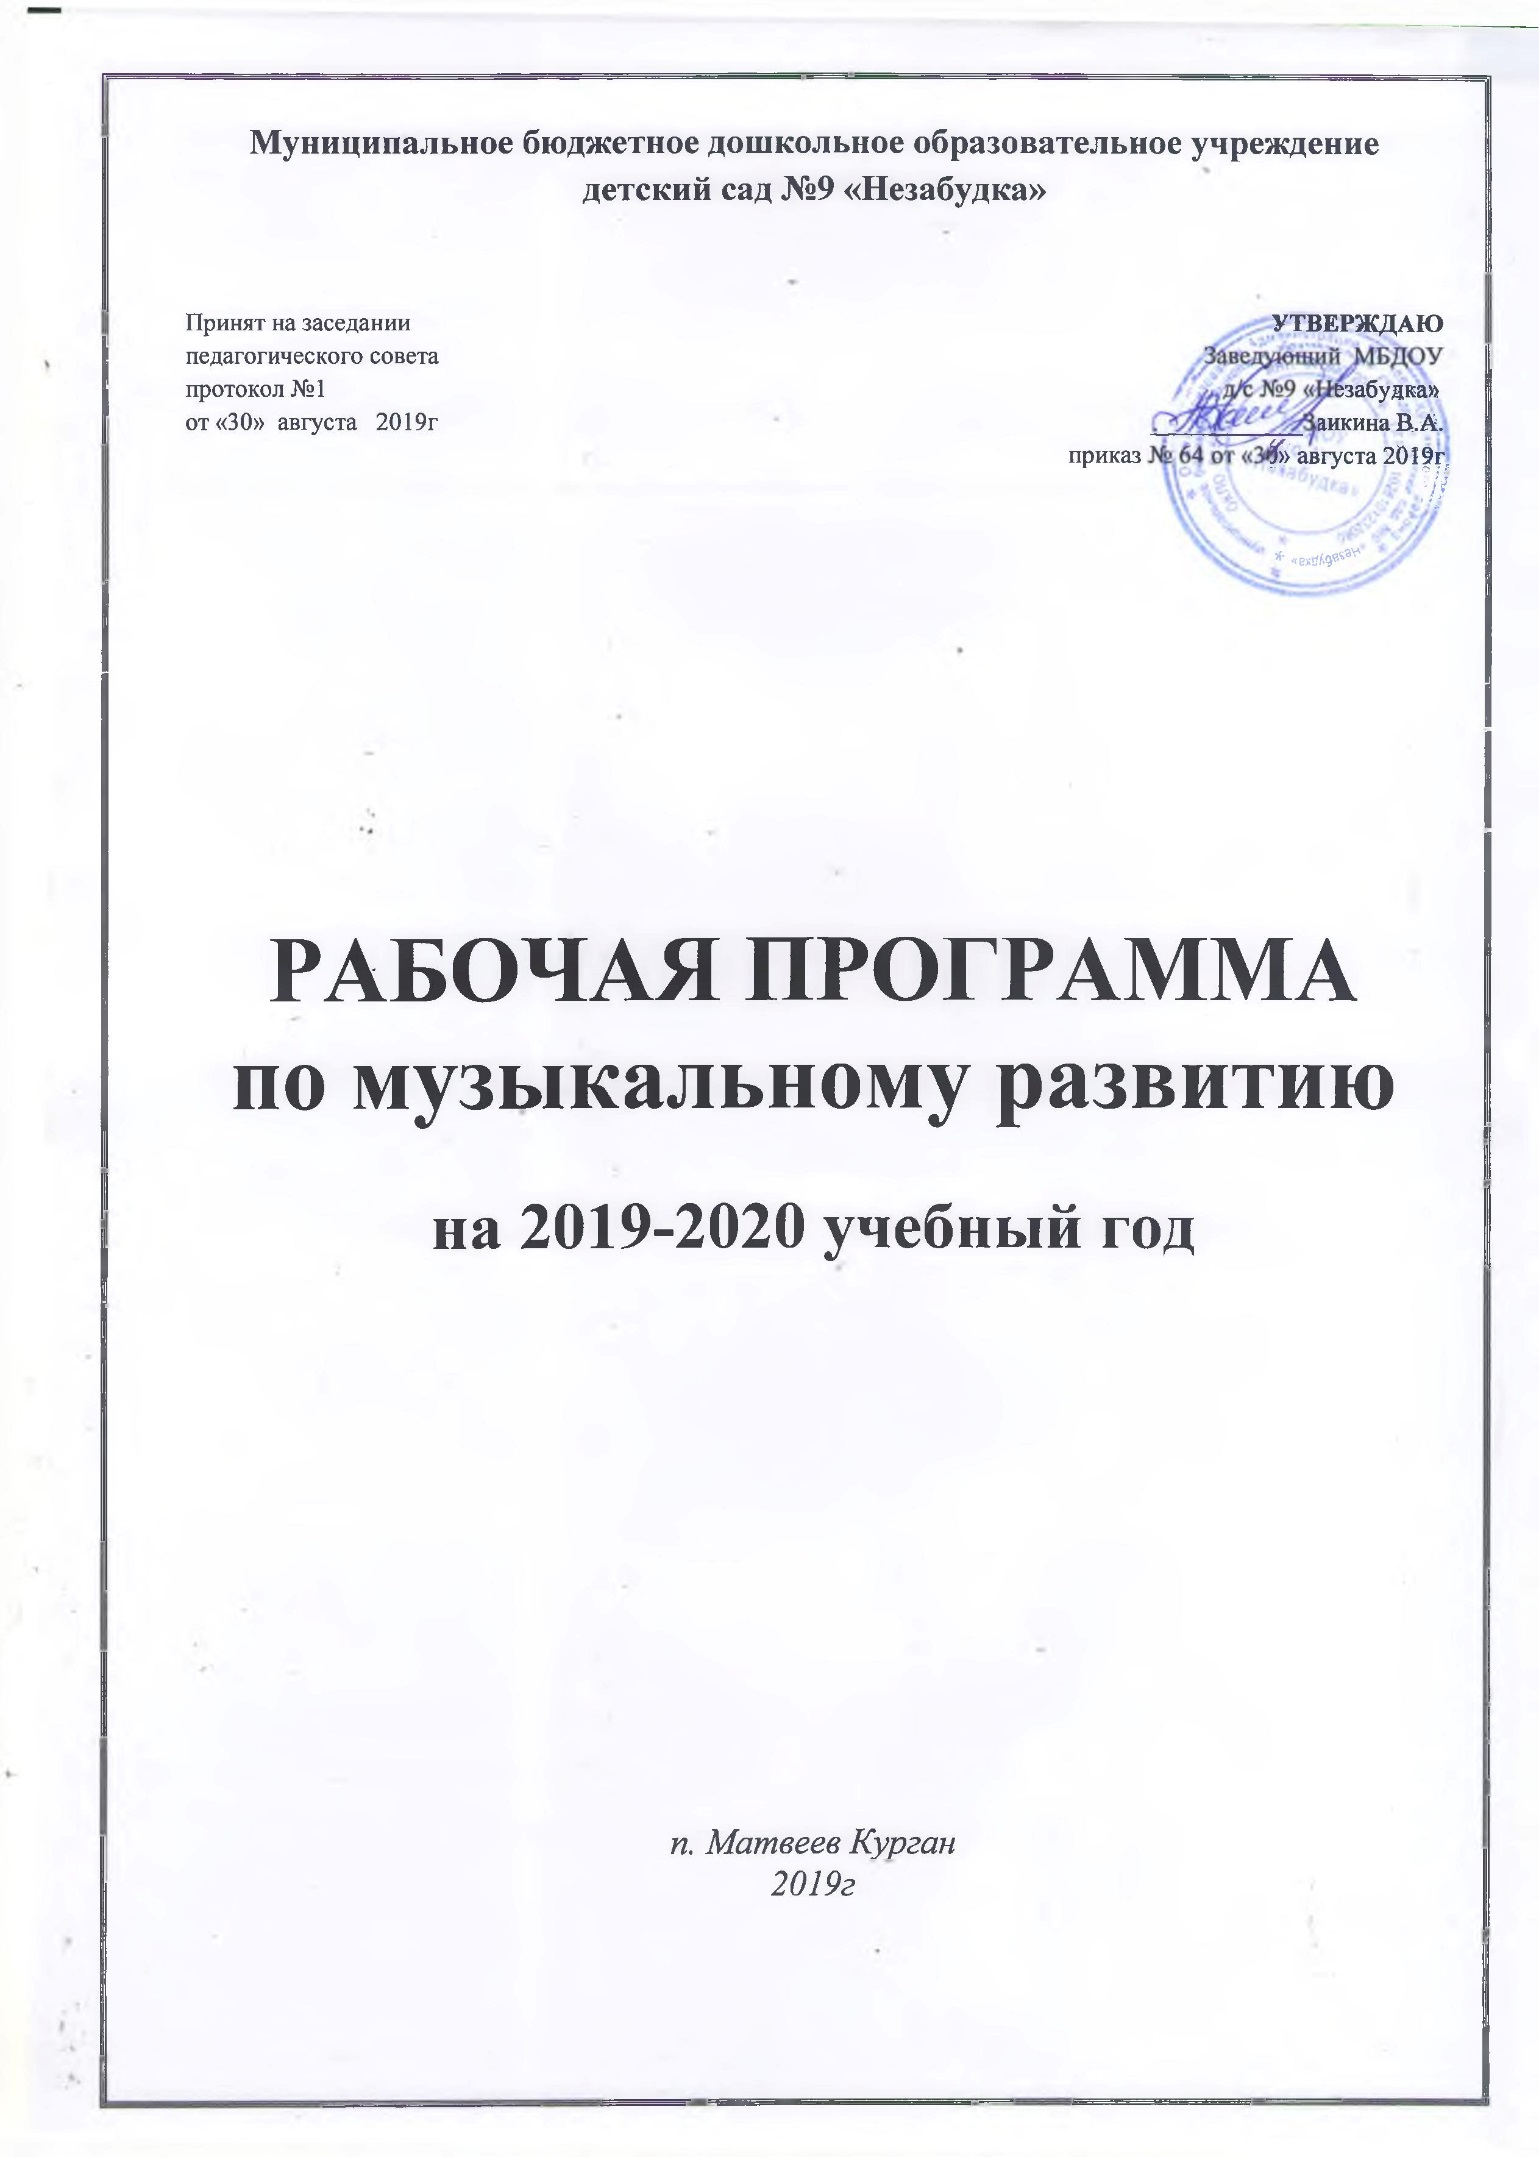 Муниципальное бюджетное дошкольное образовательное учреждение
детский сад №9 «Незабудка»
Принят на заседании
педагогического совета
протокол №1
от «30» августа 2019г
УТВЕРЖДАЮ
Заведующий МБДОУ
д/с №9 «Незабудка»
Заикина В.А.
приказ № 64 от «30» августа 2019г
«Незабудка»
РАБОЧАЯ ПРОГРАММА
по музыкальному развитию
на 2019-2020 учебный год
п. Матвеев Курган
2019г